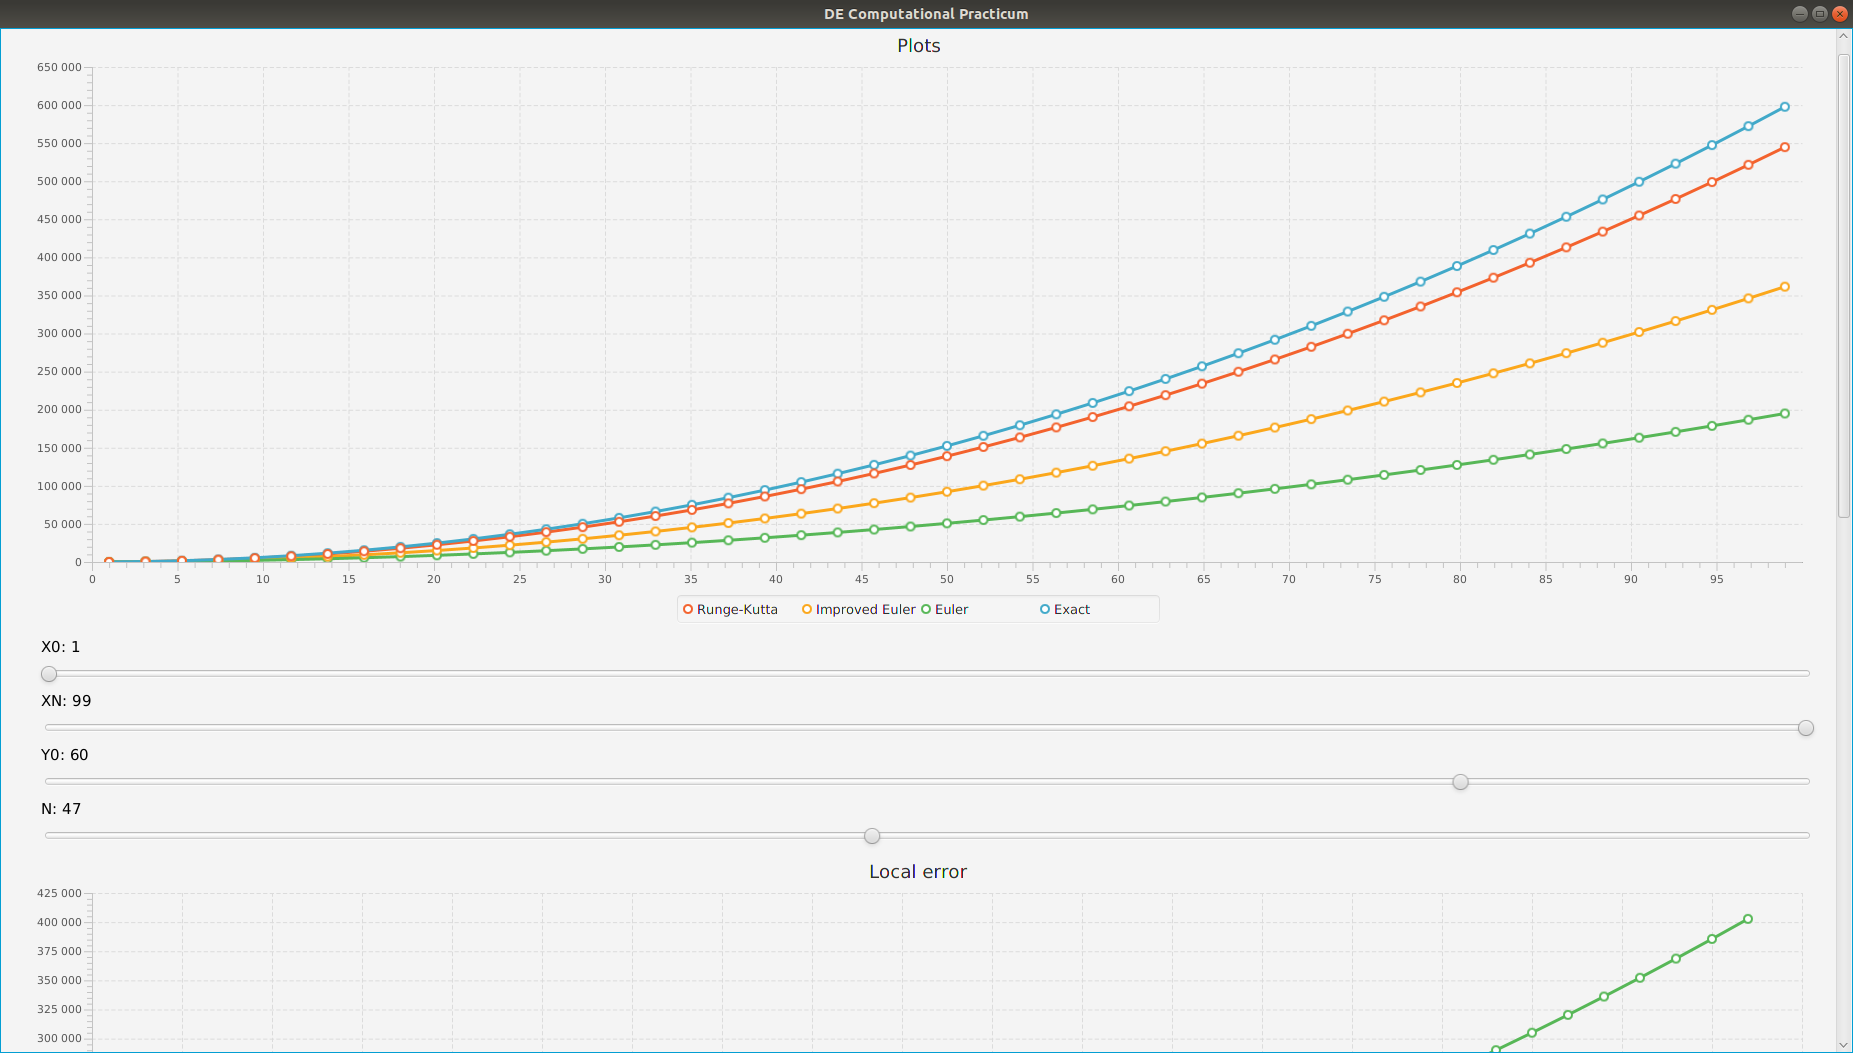 DE Computational Practicum
Plots
650 000
600 000
550 000
500 000
450 000
400 000
350 000
300 000
250 000
200 000
150 000
100 000
50 000
0
0 5 10 15 20 25 30 35 40 45 50 55 60 65 70 75 80 85 90 95
Runge-Kutta Improved Euler Euler Exact
X0: 1
XN: 99
Y0: 60
N: 47
Local error
425 000
400 000
375 000
350 000
325 000
300 000